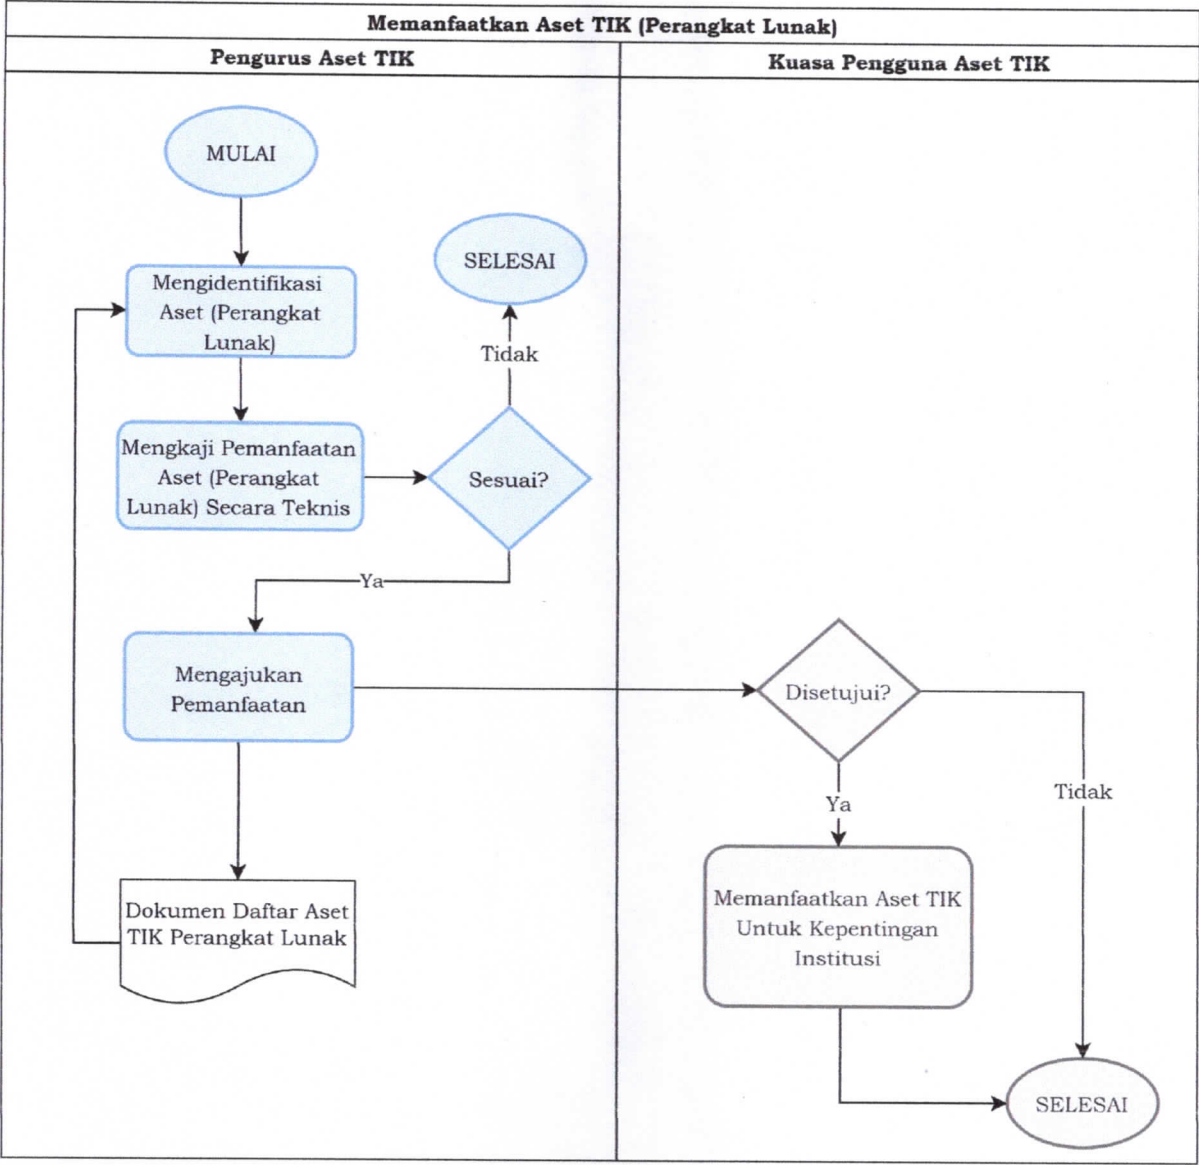 Memanfaatkan Aset TIK (Perangkat Lunak)
Pengurus Aset TIK
Kuasa Pengguna Aset TIK
MULAI
SELESAI
Mengidentifikasi
Aset (Perangkat
Lunak)
Tidak
Mengkaji Pemanfaatan
Aset (Perangkat
Lunak) Secara Teknis
Sesuai?
Ya
Mengajukan
Pemanfaatan
Disetujui?
Ya
Tidak
Dokumen Daftar Aset
TIK Perangkat Lunak
Memanfaatkan Aset TIK
Untuk Kepentingan
Institusi
SELESAI